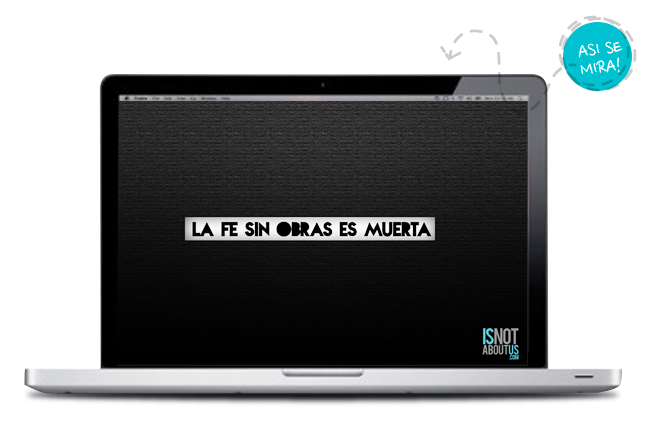 ASI SE
MIRA!
LA FE SIN OBRAS ES MUERTA
ISNOT
ABOUTUS
.COM